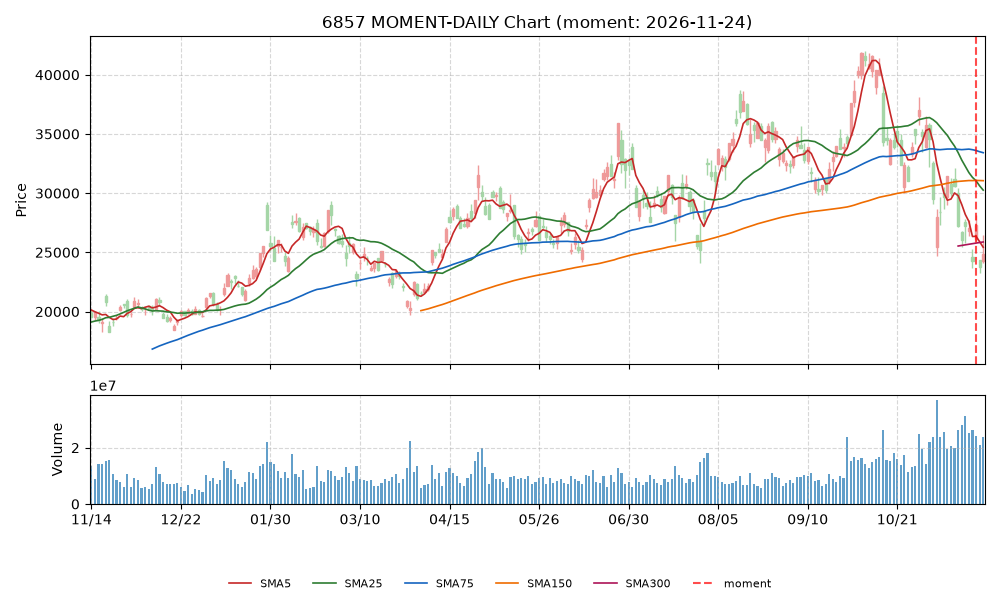 6857 MOMENT-DAILY Chart (moment: 2026-11-24)
Price
40000
35000
30000
25000
20000
1e7
Volume
2
0
11/14 12/22 01/30 03/10 04/15 05/26 06/30 08/05 09/10 10/21
SMA5 SMA25 SMA75 SMA150 SMA300 moment